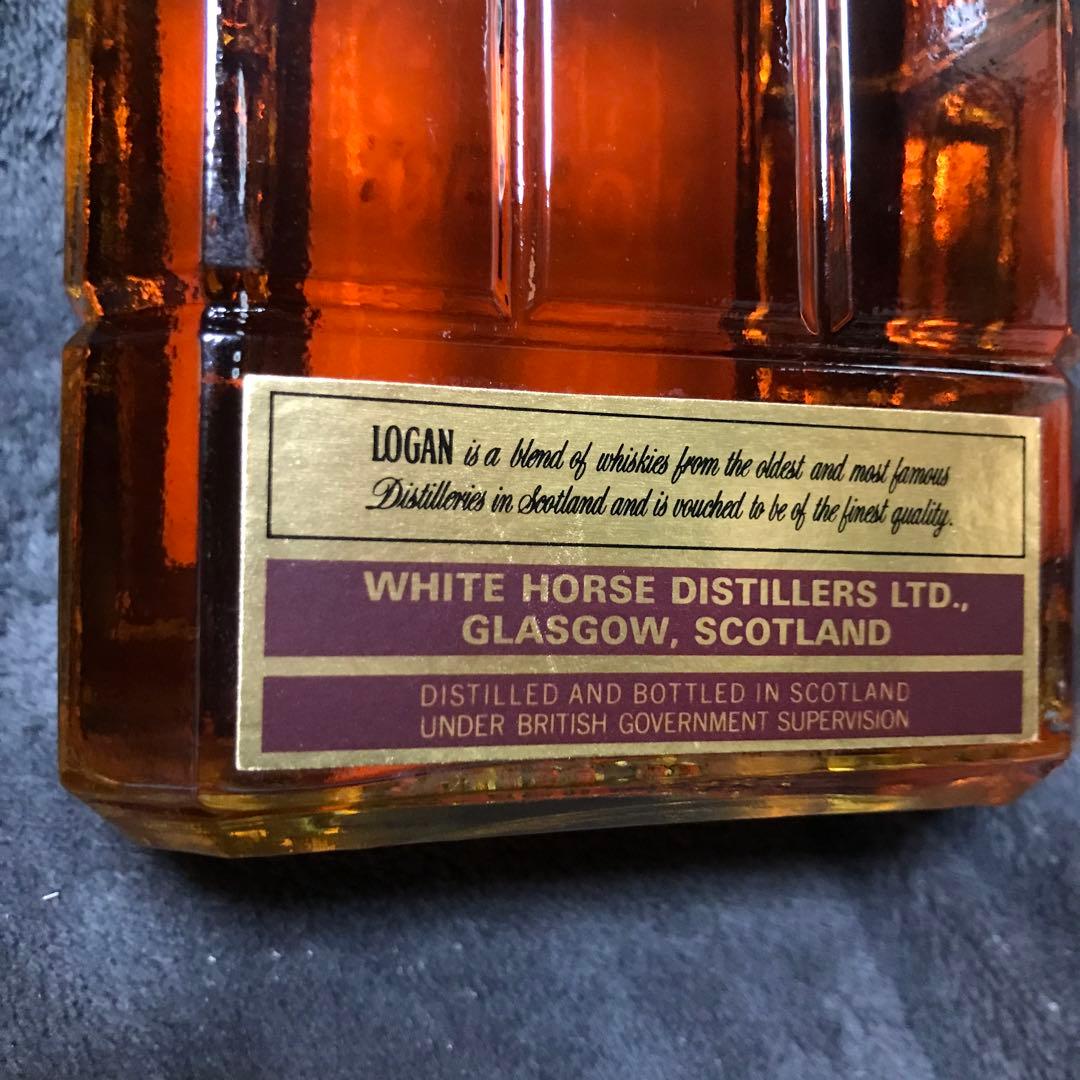 LOGAN is a blend of whiskies from the oldest and most famous
Distilleries in Scotland and is vouched to be of the finest quality.
WHITE HORSE DISTILLERS LTD.,
GLASGOW, SCOTLAND
DISTILLED AND BOTTLED IN SCOTLAND
UNDER BRITISH GOVERNMENT SUPERVISION